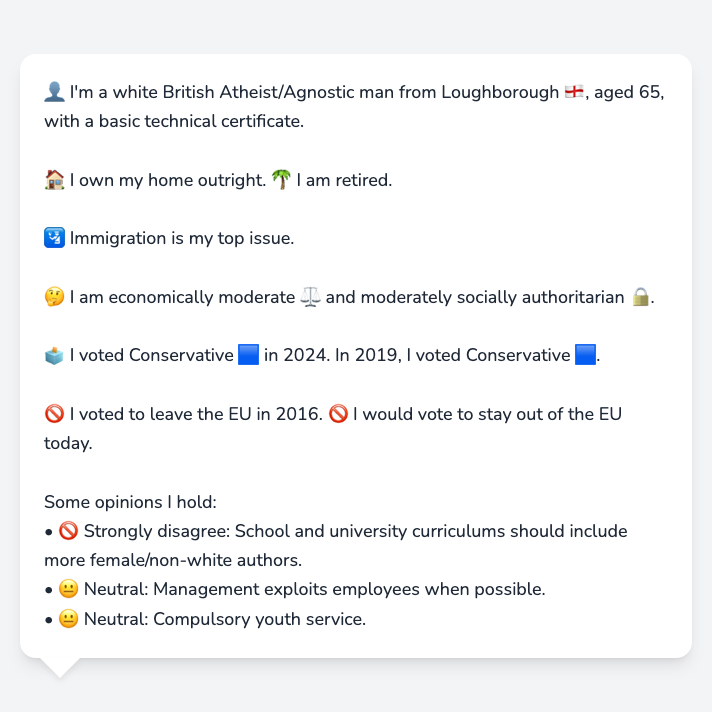 👤 I'm a white British Atheist/Agnostic man from Loughborough 🏴󠁧󠁢󠁥󠁮󠁧󠁿, aged 65,
with a basic technical certificate.
🏠 I own my home outright. 🌴 I am retired.
🛂 Immigration is my top issue.
🤔 I am economically moderate ⚖️ and moderately socially authoritarian 🔒.
🗳️ I voted Conservative 🟦 in 2024. In 2019, I voted Conservative 🟦.
🚫 I voted to leave the EU in 2016. 🚫 I would vote to stay out of the EU
today.
Some opinions I hold:
• 🚫 Strongly disagree: School and university curriculums should include
more female/non-white authors.
• 😐 Neutral: Management exploits employees when possible.
• 😐 Neutral: Compulsory youth service.